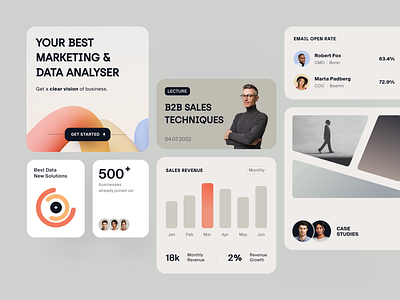 YOUR BEST
MARKETING &
DATA ANALYSER
Get a clear vision of business.
GET STARTED
Best Data
New Solutions
500+
businesses
already joined us!
LECTURE
B2B SALES
TECHNIQUES
04.07.2022
SALES REVENUE
Monthly
Jan Feb Mar Apr May Jun
18k Monthly Revenue
2% Revenue Growth
EMAIL OPEN RATE
Robert Fox
CMO Borer
63.4%
Marta Padberg
COO Boehm
72.9%
CASE
STUDIES